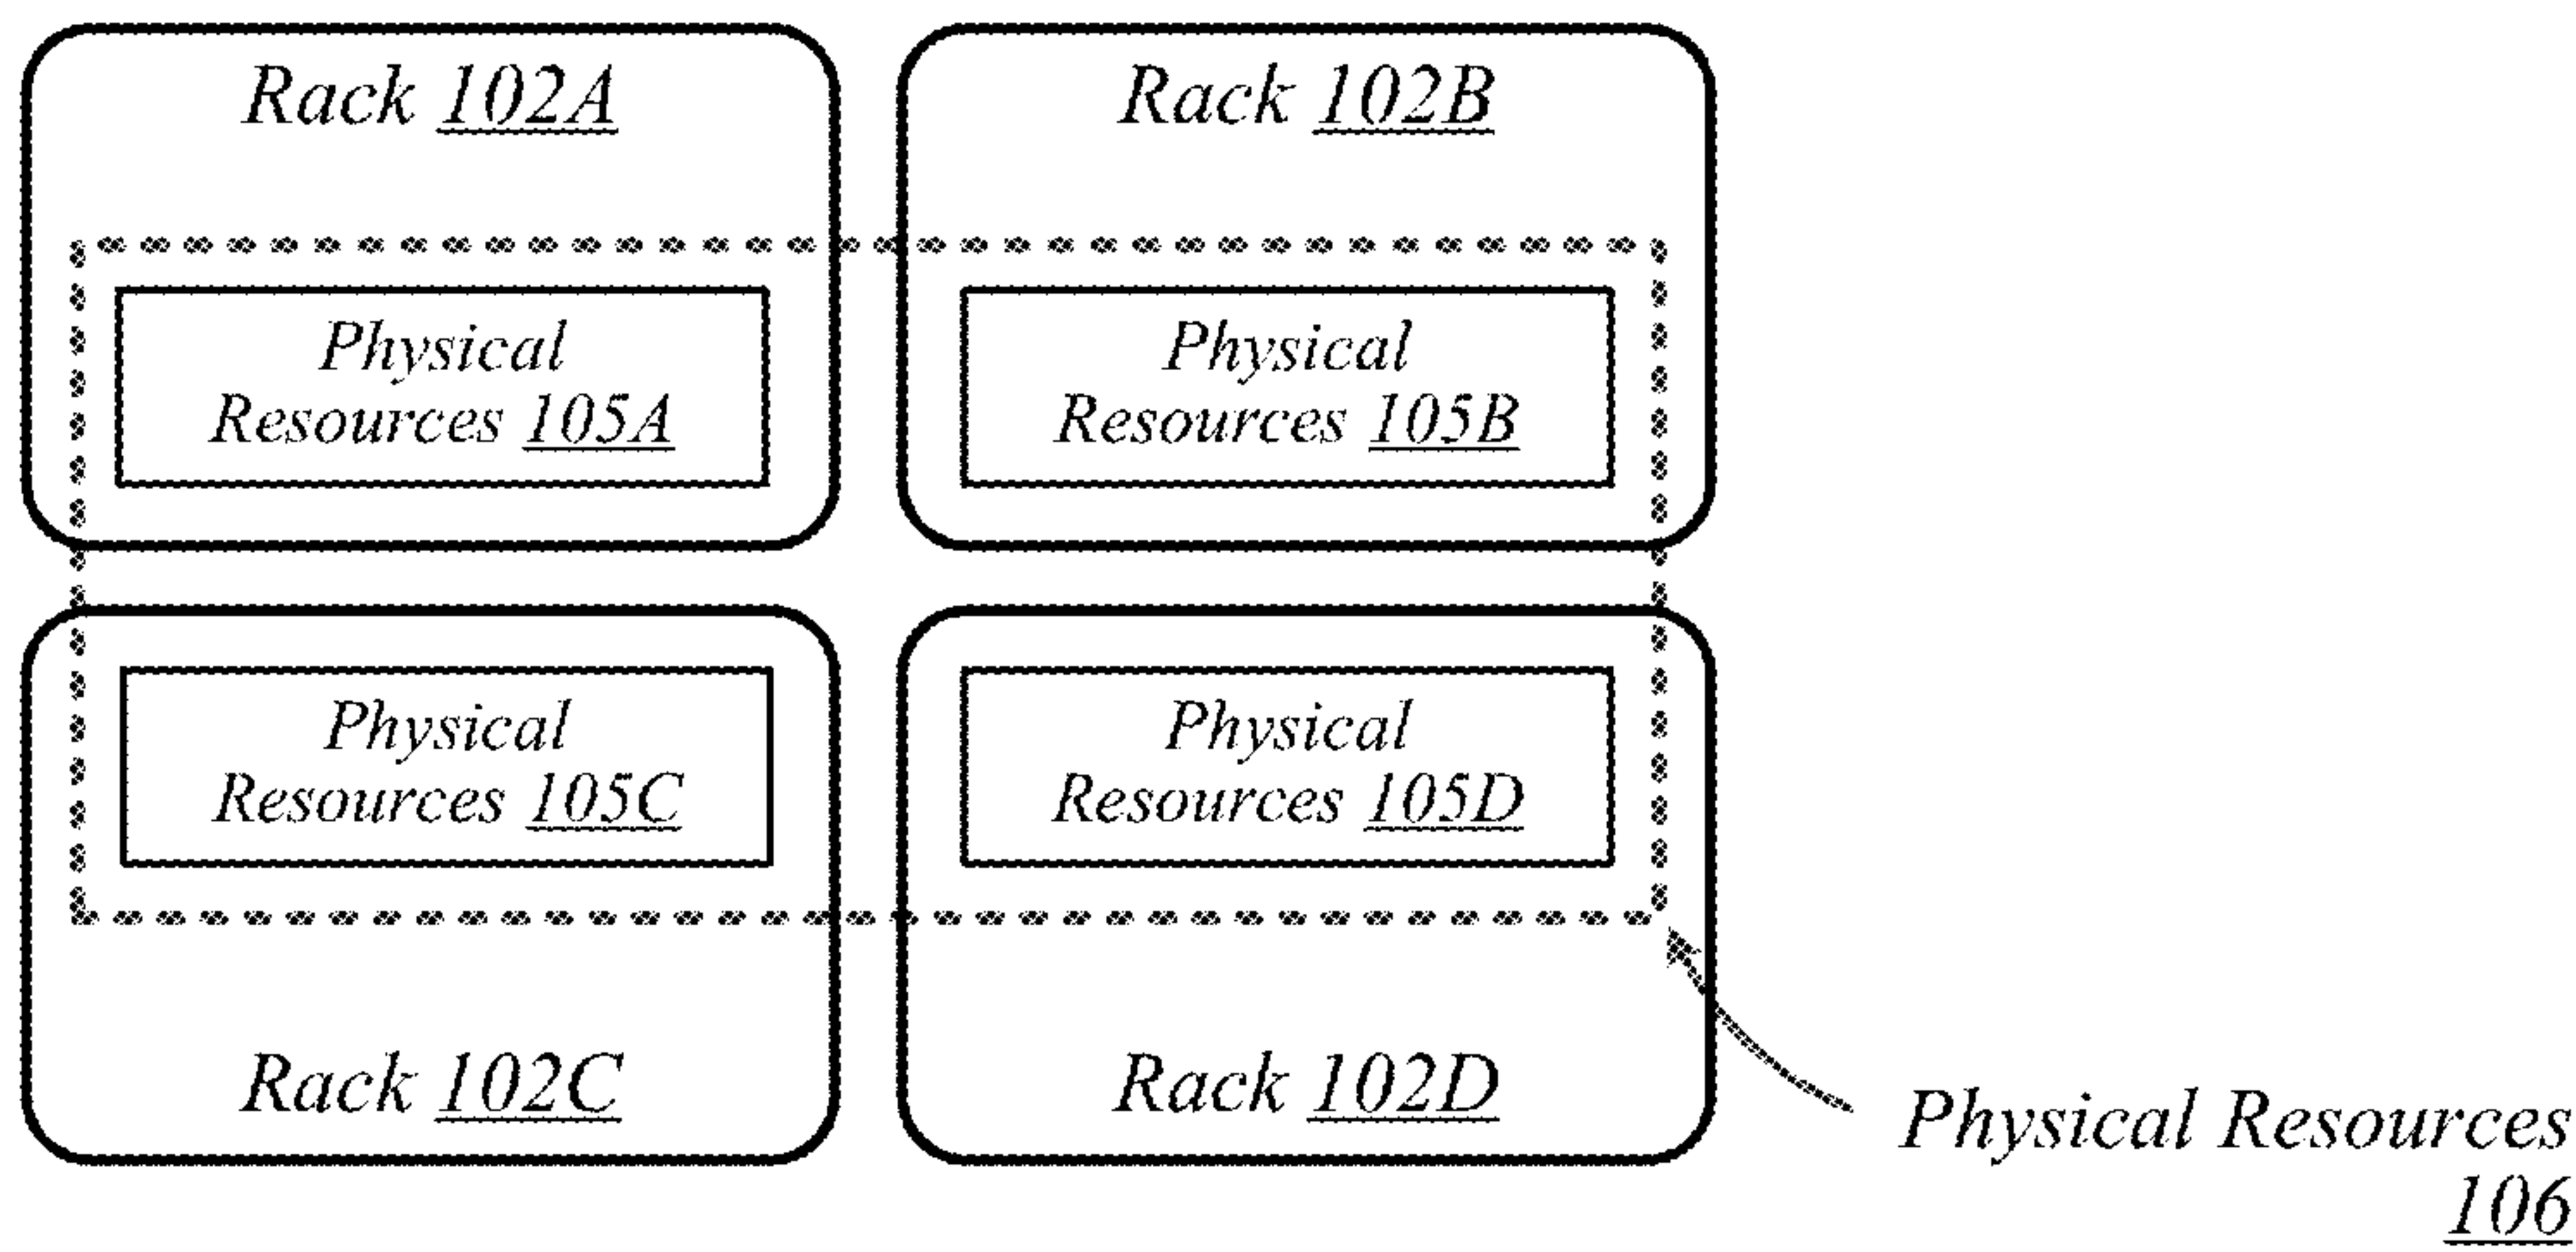 Rack 102A
Rack 102B
Physical
Resources 105A
Physical
Resources 105B
Physical
Resources 105C
Physical
Resources 105D
Rack 102C
Rack 102D
Physical Resources
106